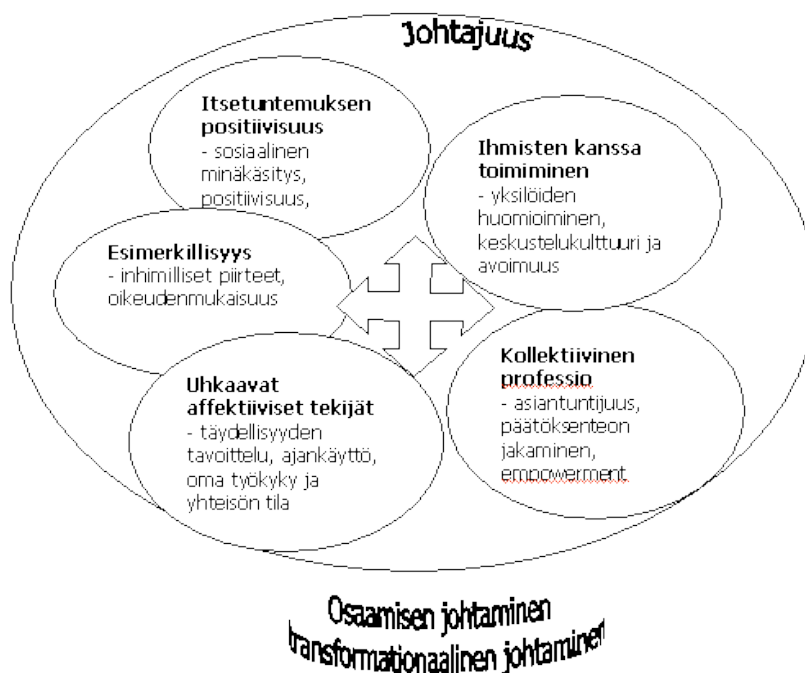 Johtajuus
Itsetuntemuksen
positiivisuus
- sosiaalinen
minäkäsitys,
positiivisuus,
Ihmisten kanssa
toimiminen
- yksilöiden
huomioiminen,
keskustelukulttuuri ja
avoimuus
Esimerkillisyys
- inhimilliset piirteet,
oikeudenmukaisuus
Uhkaavat
affektiiviset tekijät
- täydellisyyden
tavoittelu, ajankäyttö,
oma työkyky ja
yhteisön tila
Kollektiivinen
professio
- asiantuntijuus,
päätöksenteon
jakaminen,
empowerment
Osaamisen johtaminen
transformationaalinen johtaminen